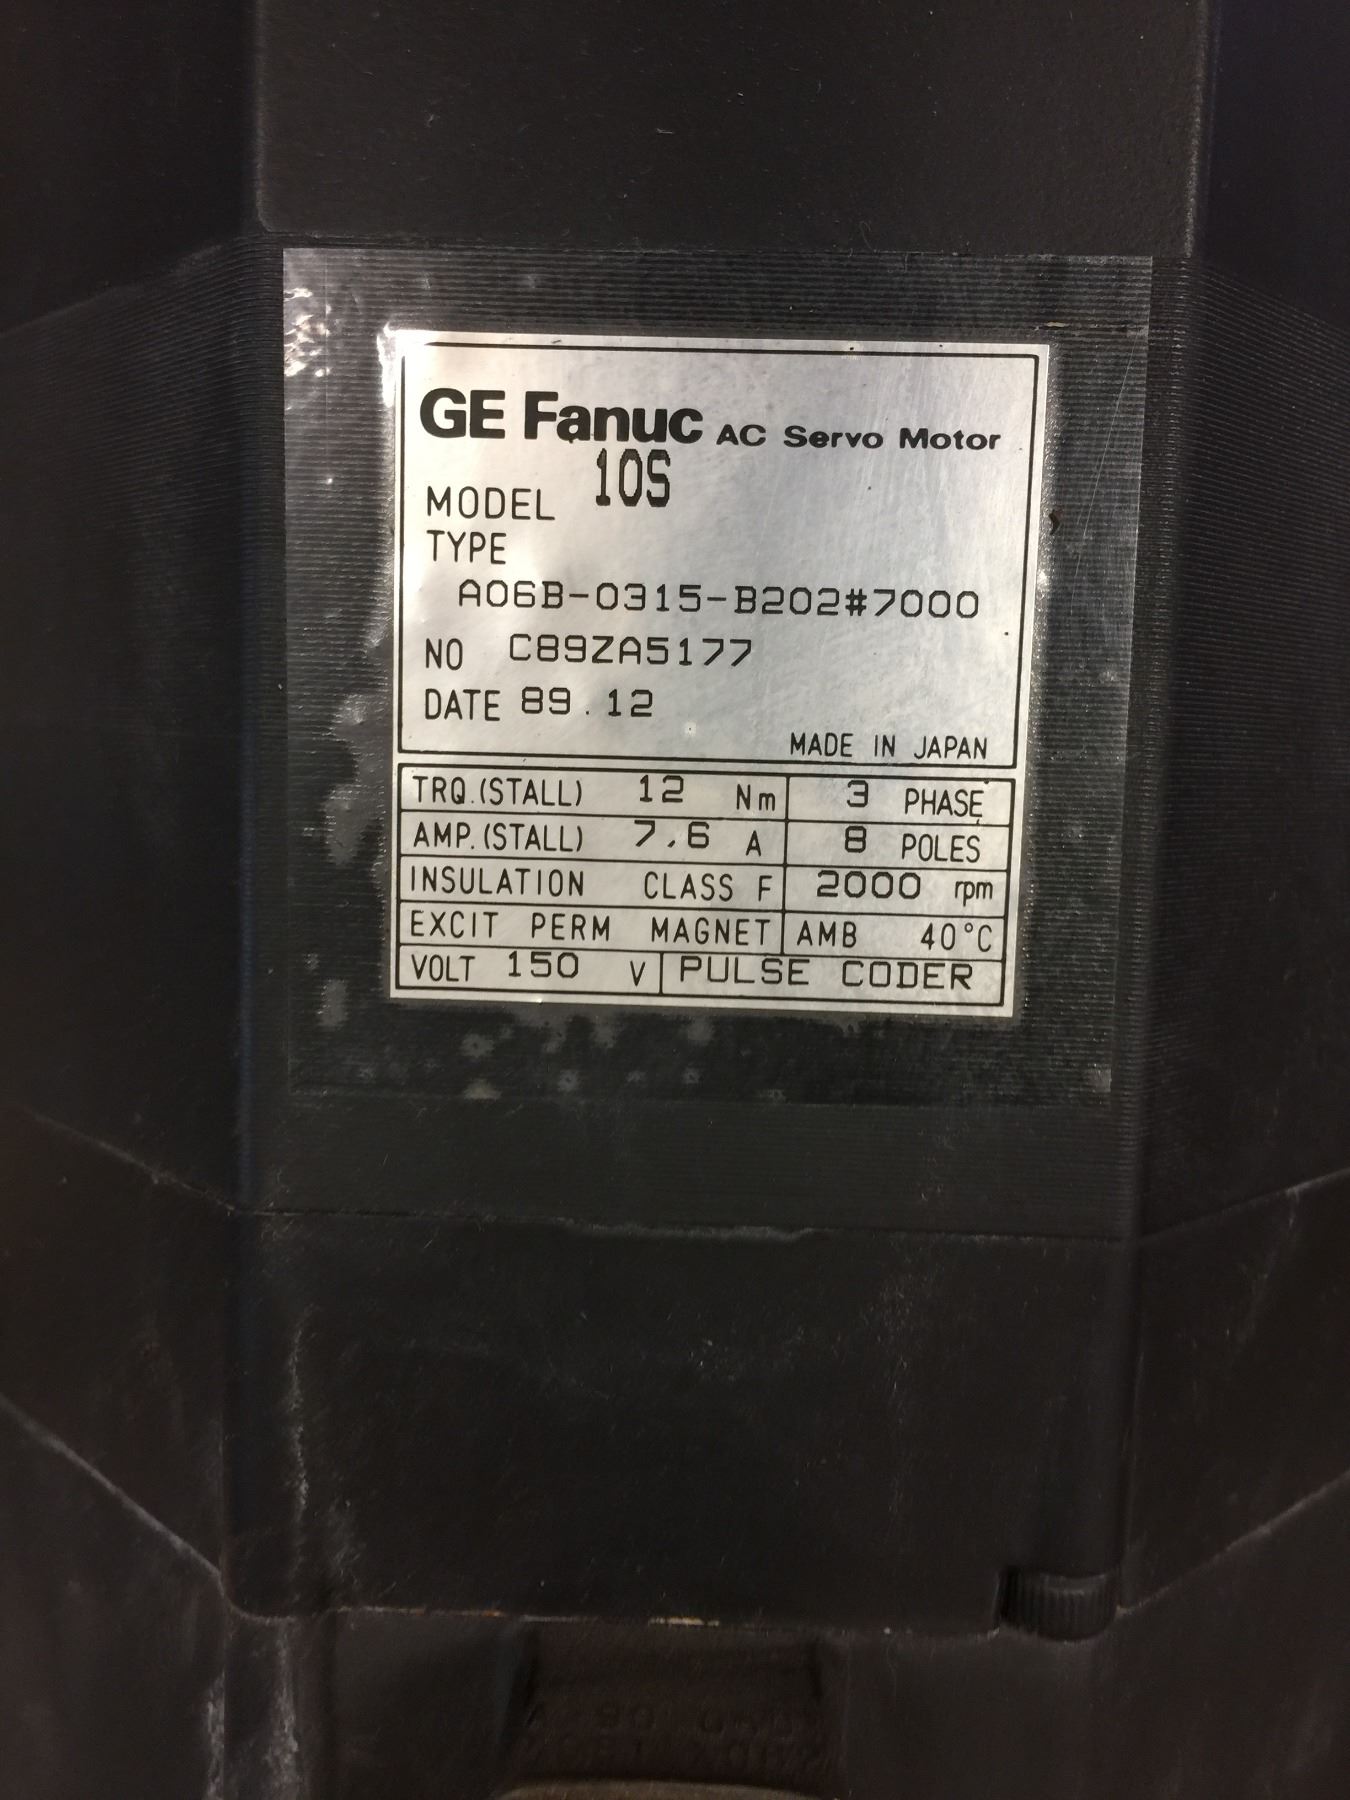 GE Fanuc AC Servo Motor
MODEL 10S
TYPE
A06B-0315-B202#7000
NO C89ZA5177
DATE 89.12
MADE IN JAPAN
TRQ.(STALL) 12 Nm 3 PHASE
AMP.(STALL) 7.6 A 8 POLES
INSULATION CLASS F 2000 rpm
EXCIT PERM MAGNET AMB 40°C
VOLT 150 V PULSE CODER